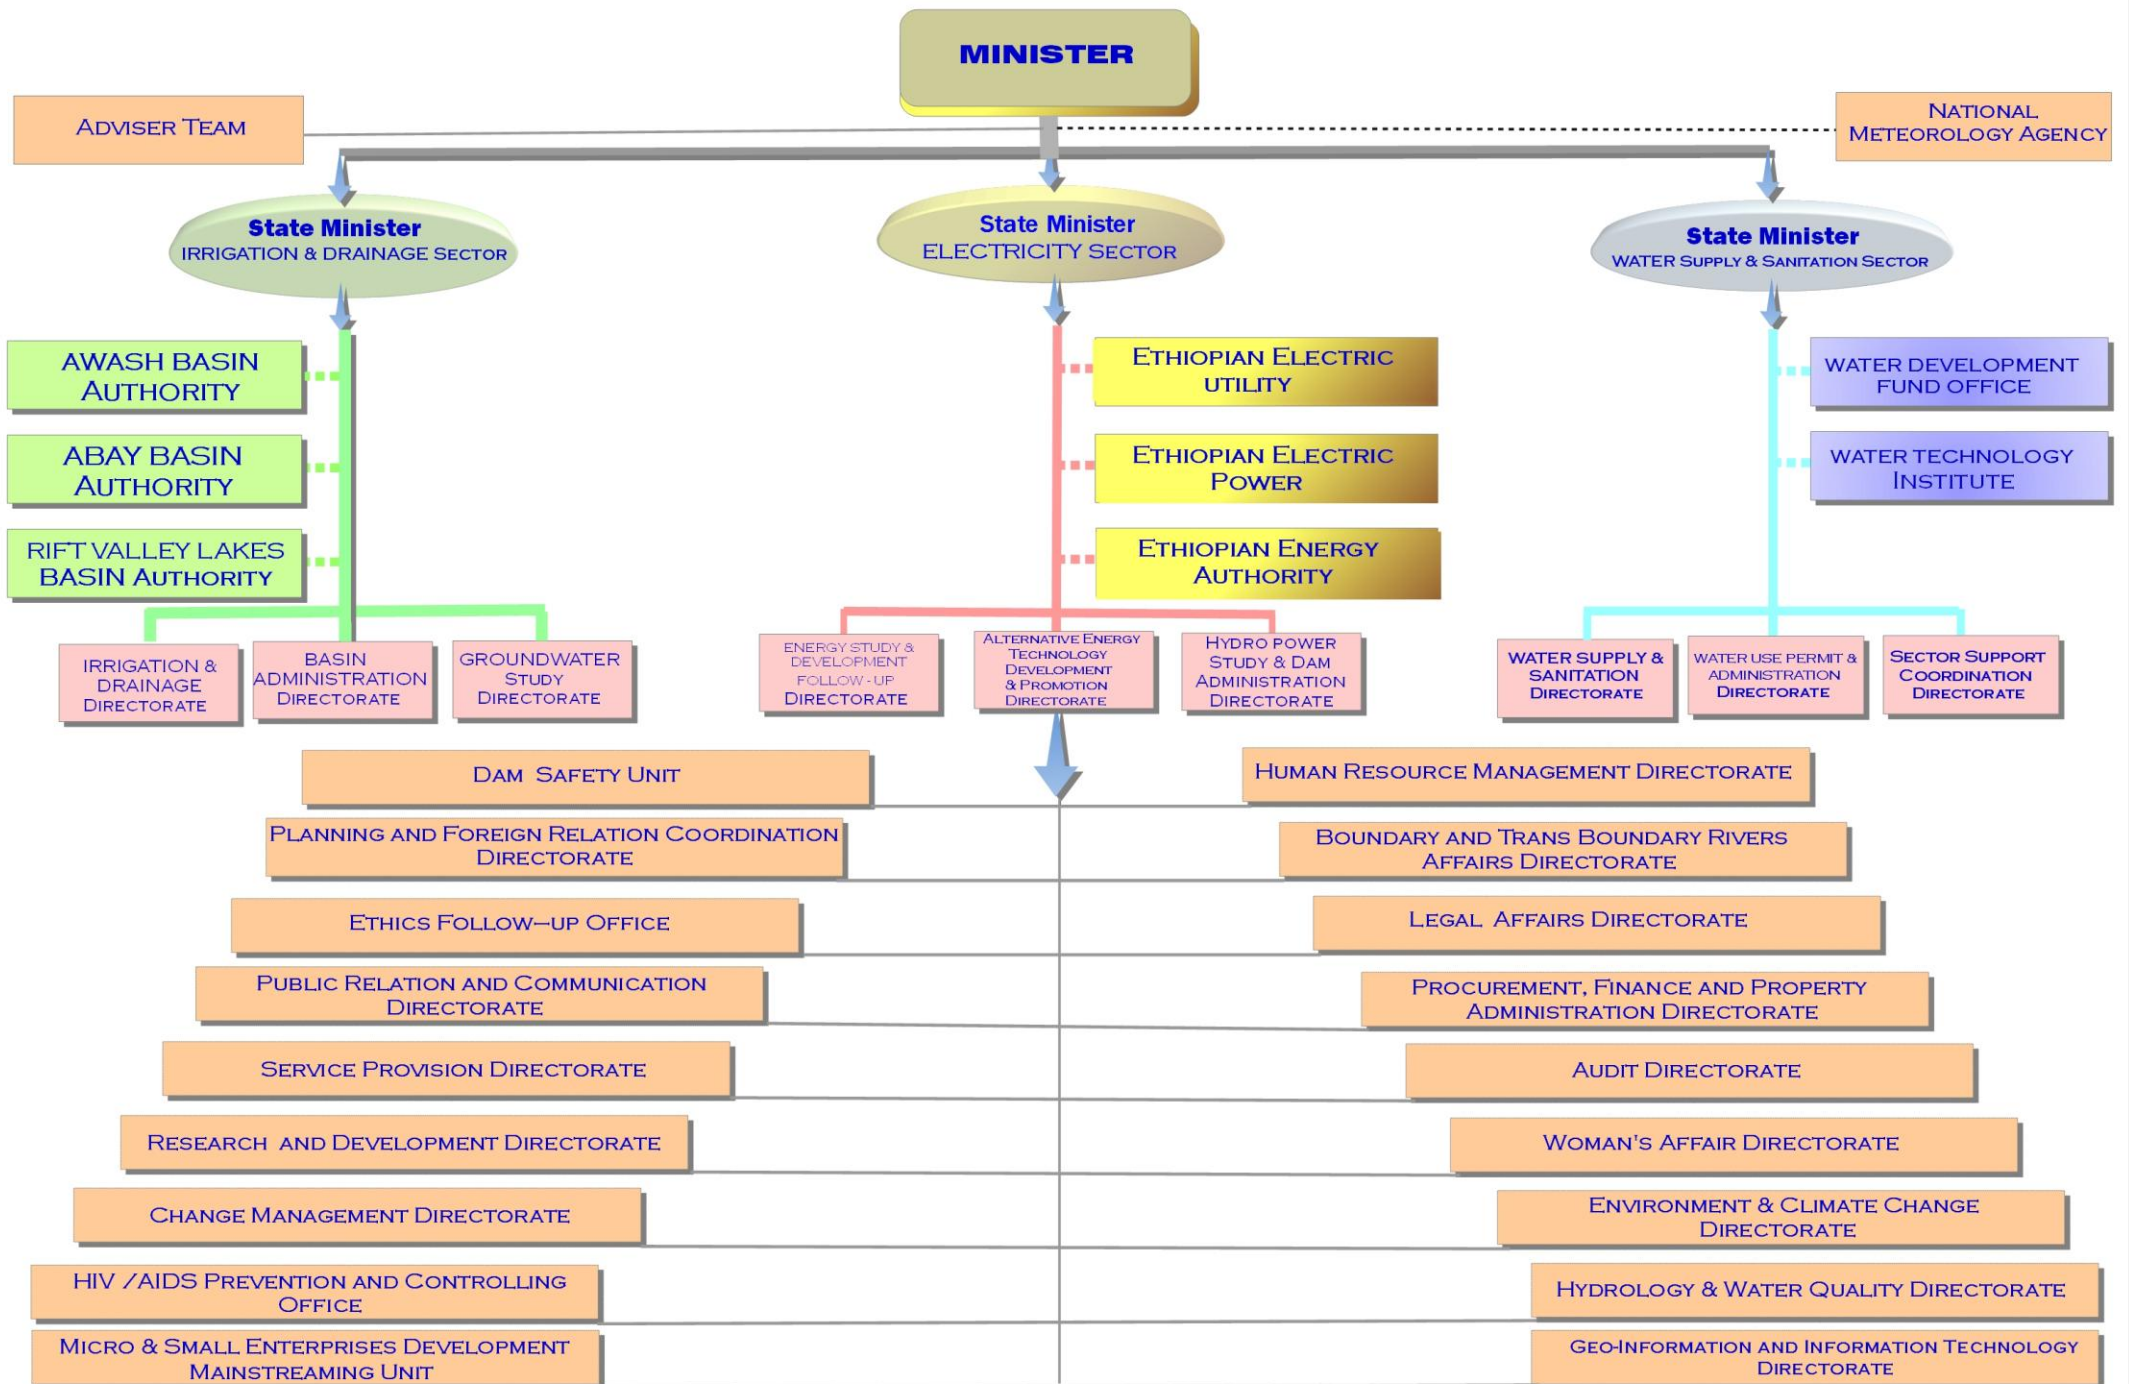 MINISTER
ADVISER TEAM
NATIONAL
METEOROLOGY AGENCY
State Minister
IRRIGATION & DRAINAGE SECTOR
State Minister
ELECTRICITY SECTOR
State Minister
WATER SUPPLY & SANITATION SECTOR
AWASH BASIN
AUTHORITY
ABAY BASIN
AUTHORITY
RIFT VALLEY LAKES
BASIN AUTHORITY
ETHIOPIAN ELECTRIC
UTILITY
ETHIOPIAN ELECTRIC
POWER
ETHIOPIAN ENERGY
AUTHORITY
WATER DEVELOPMENT
FUND OFFICE
WATER TECHNOLOGY
INSTITUTE
IRRIGATION &
DRAINAGE
DIRECTORATE
BASIN
ADMINISTRATION
DIRECTORATE
GROUNDWATER
STUDY
DIRECTORATE
ENERGY STUDY &
DEVELOPMENT
FOLLOW - UP
DIRECTORATE
ALTERNATIVE ENERGY
TECHNOLOGY
DEVELOPMENT
& PROMOTION
DIRECTORATE
HYDRO POWER
STUDY & DAM
ADMINISTRATION
DIRECTORATE
WATER SUPPLY &
SANITATION
DIRECTORATE
WATER USE PERMIT &
ADMINISTRATION
DIRECTORATE
SECTOR SUPPORT
COORDINATION
DIRECTORATE
DAM SAFETY UNIT
HUMAN RESOURCE MANAGEMENT DIRECTORATE
PLANNING AND FOREIGN RELATION COORDINATION
DIRECTORATE
BOUNDARY AND TRANS BOUNDARY RIVERS
AFFAIRS DIRECTORATE
ETHICS FOLLOW—UP OFFICE
LEGAL AFFAIRS DIRECTORATE
PUBLIC RELATION AND COMMUNICATION
DIRECTORATE
PROCUREMENT, FINANCE AND PROPERTY
ADMINISTRATION DIRECTORATE
SERVICE PROVISION DIRECTORATE
AUDIT DIRECTORATE
RESEARCH AND DEVELOPMENT DIRECTORATE
WOMAN'S AFFAIR DIRECTORATE
CHANGE MANAGEMENT DIRECTORATE
ENVIRONMENT & CLIMATE CHANGE
DIRECTORATE
HIV /AIDS PREVENTION AND CONTROLLING
OFFICE
HYDROLOGY & WATER QUALITY DIRECTORATE
MICRO & SMALL ENTERPRISES DEVELOPMENT
MAINSTREAMING UNIT
GEO-INFORMATION AND INFORMATION TECHNOLOGY
DIRECTORATE